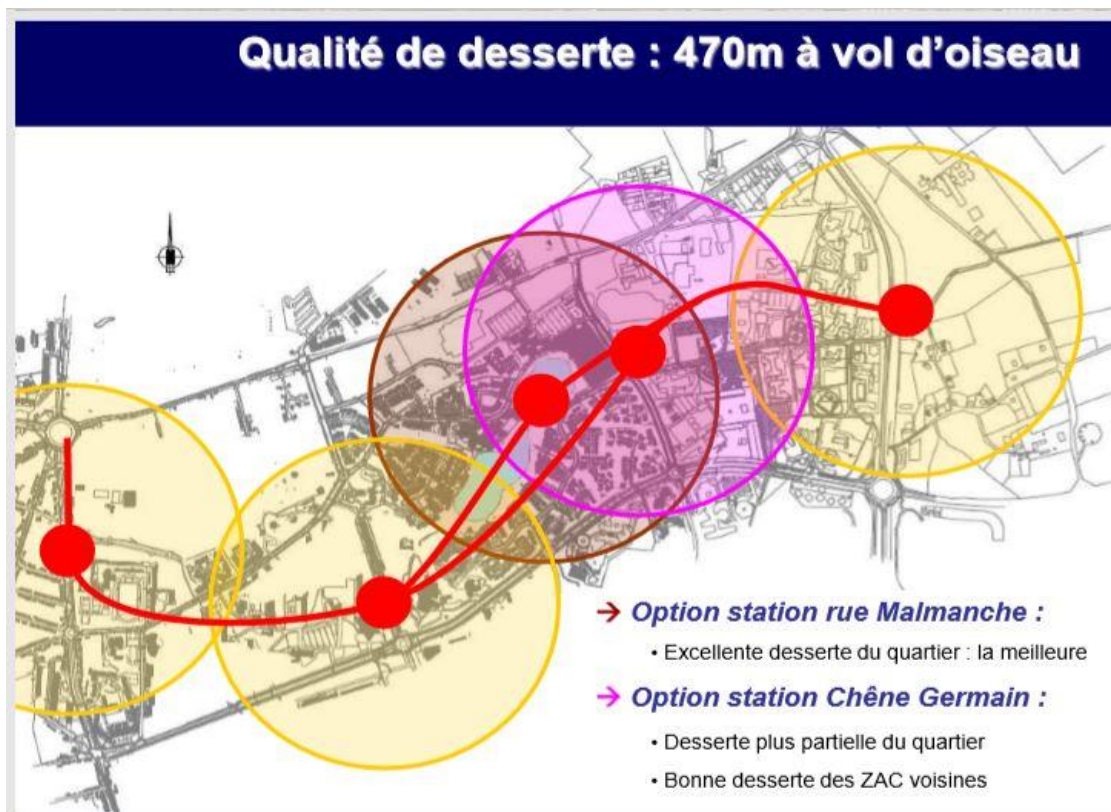 Qualité de desserte : 470m à vol d’oiseau
→ Option station rue Malmanche :
• Excellente desserte du quartier : la meilleure
→ Option station Chêne Germain :
• Desserte plus partielle du quartier
• Bonne desserte des ZAC voisines